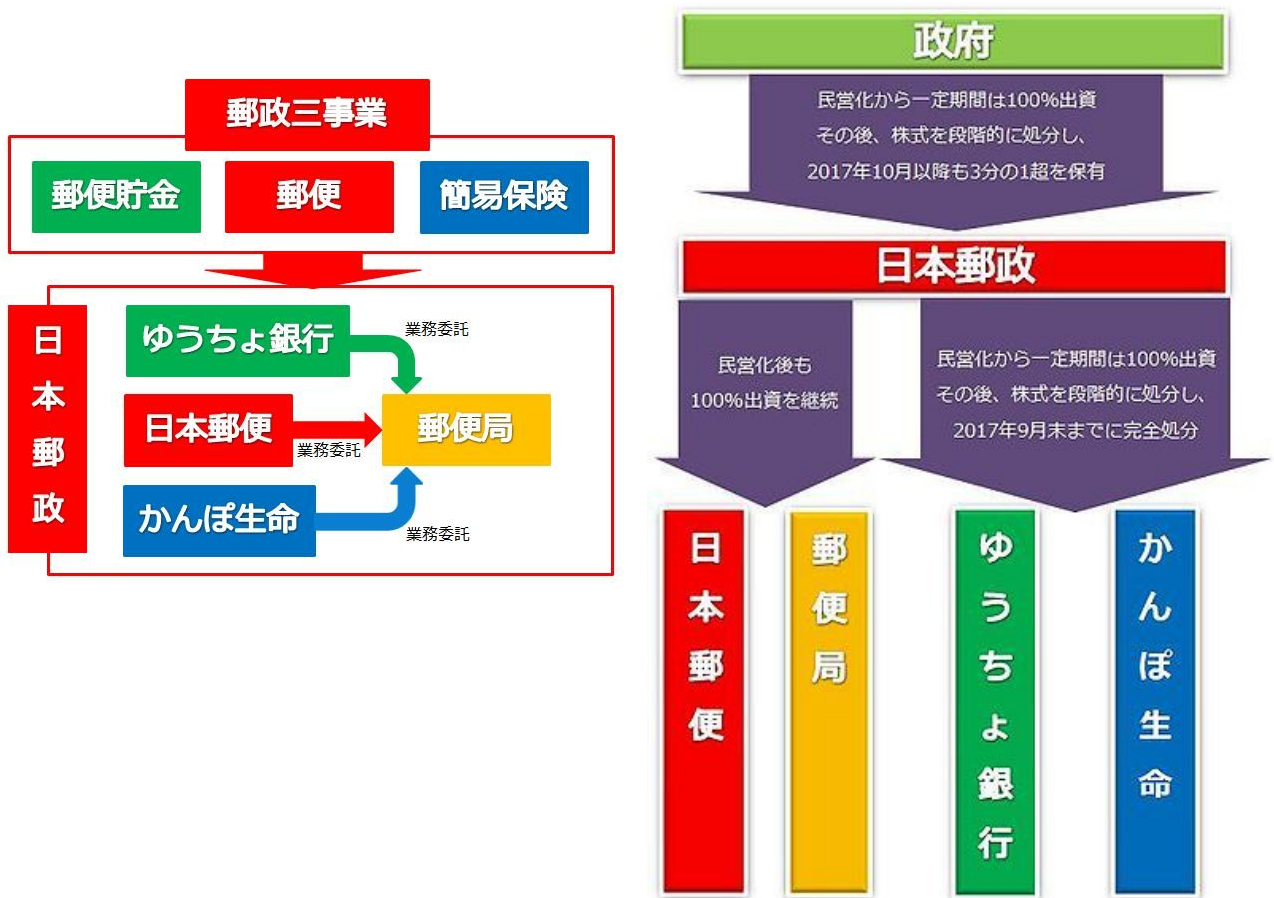 郵政三事業
郵便貯金
郵便
簡易保険
日本郵政
ゆうちょ銀行
業務委託
日本郵便
業務委託
郵便局
かんぽ生命
業務委託
政府
民営化から一定期間は100%出資
その後、株式を段階的に処分し、
2017年10月以降も3分の1超を保有
日本郵政
民営化後も
100%出資を継続
民営化から一定期間は100%出資
その後、株式を段階的に処分し、
2017年9月末までに完全処分
日本郵便
郵便局
ゆうちょ銀行
かんぽ生命